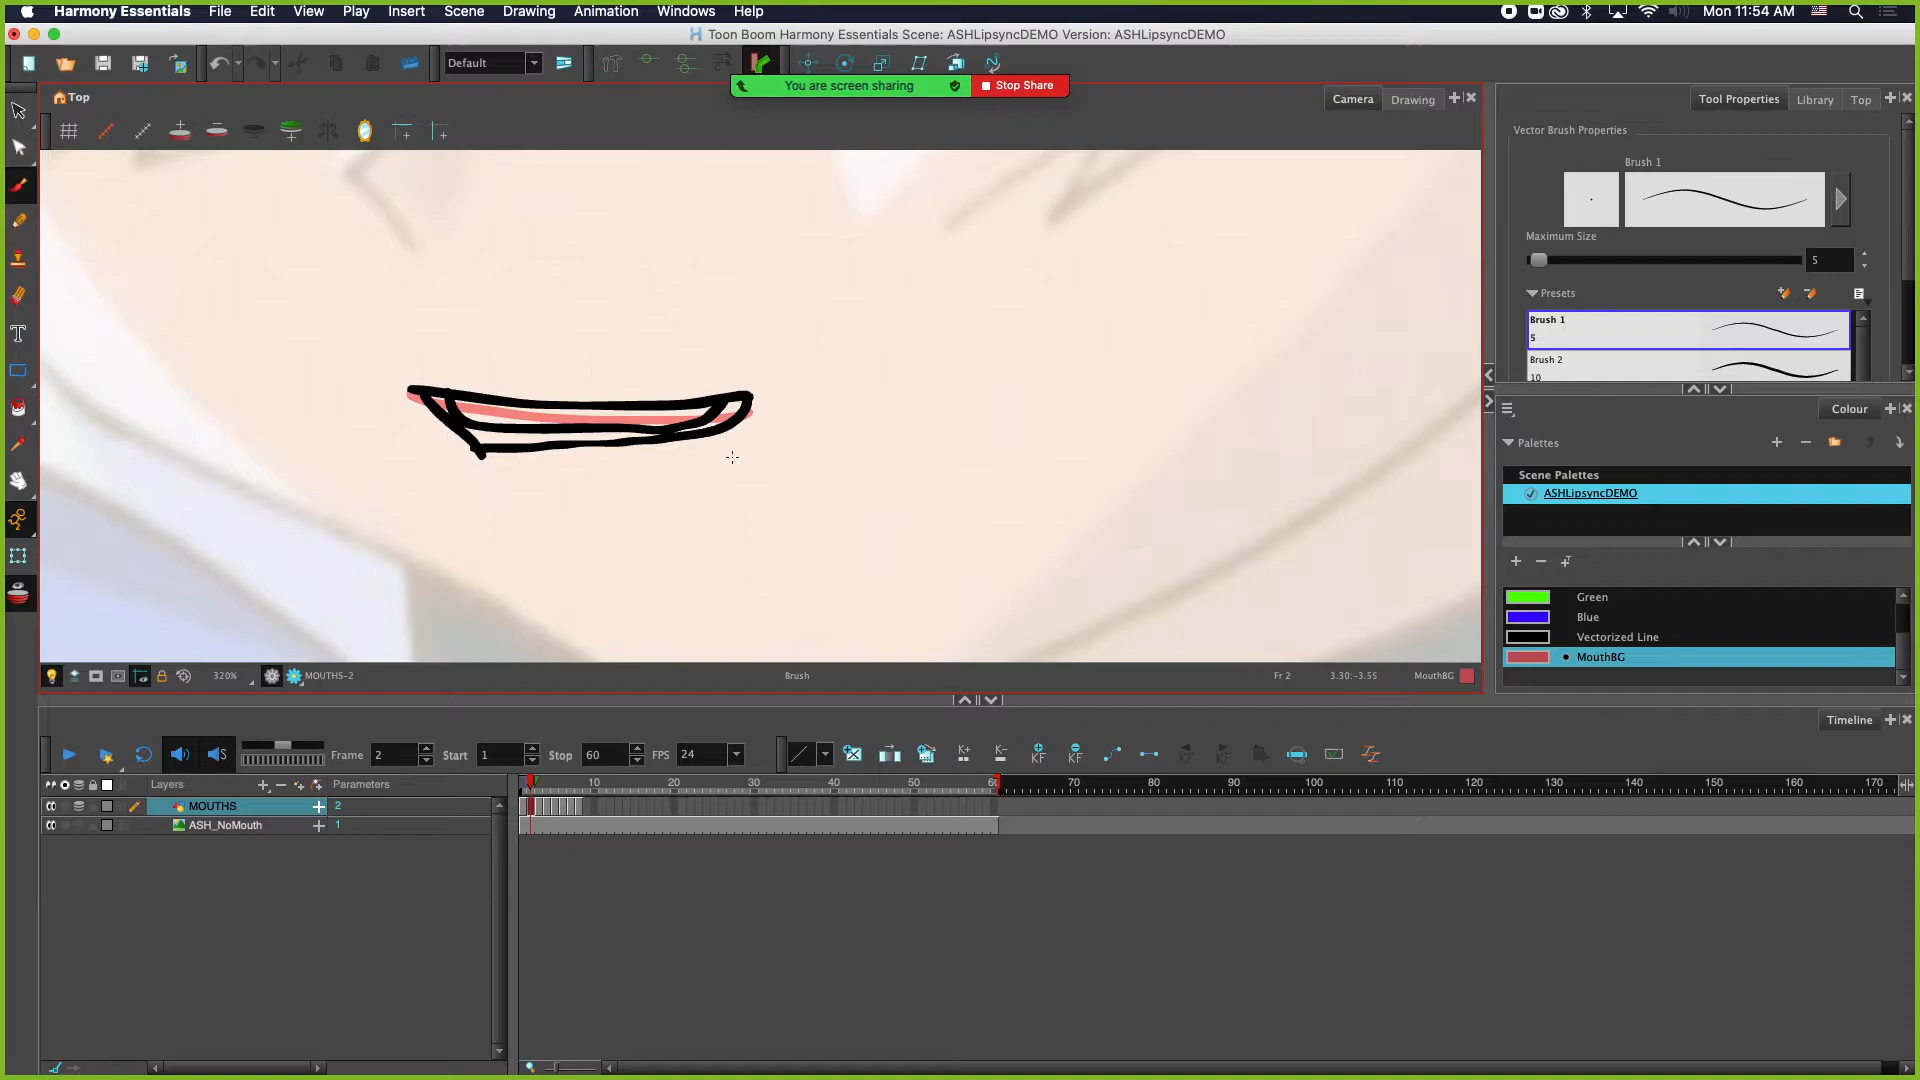 Harmony Essentials File Edit View Play Insert Scene Drawing Animation Windows Help Mon 11:54 AM
Toon Boom Harmony Essentials Scene: ASHLipsyncDEMO Version: ASHLipsyncDEMO
Default
You are screen sharing Stop Share
Top Camera Drawing Tool Properties Library Top
Vector Brush Properties
Brush 1
Maximum Size
5
Presets
Brush 1
5
Brush 2
10
Colour
Palettes
Scene Palettes
ASHLipsyncDEMO
Green
Blue
Vectorized Line
MouthBG
320% MOUTHS-2 Brush Fr 2 3.30:-3.55 MouthBG
Timeline
Frame 2 Start 1 Stop 60 FPS 24
Layers Parameters 10 20 30 40 50 60 70 80 90 100 110 120 130 140 150 160 170
MOUTHS 2
ASH_NoMouth 1